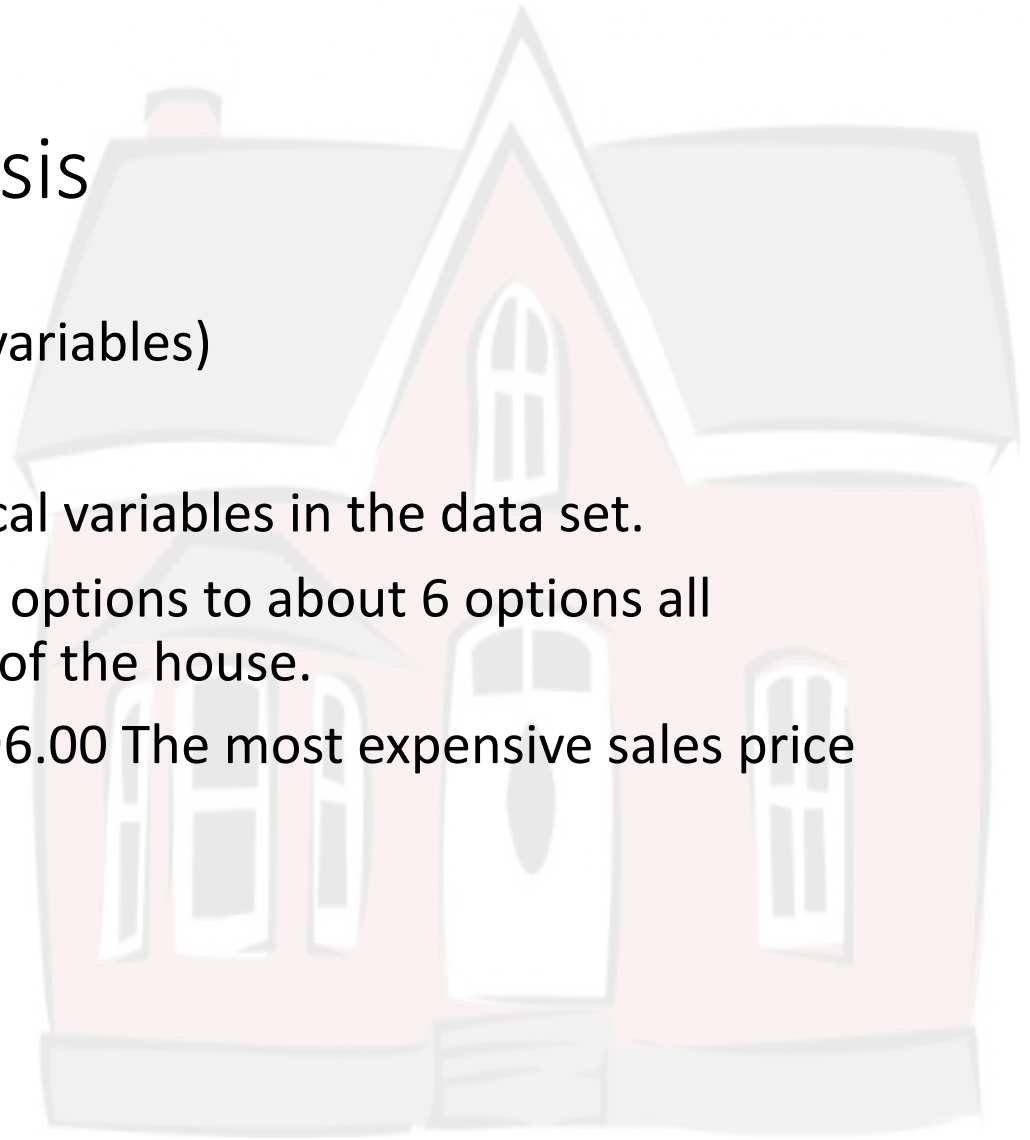 sis
variables)
cal variables in the data set.
options to about 6 options all
of the house.
6.00 The most expensive sales price